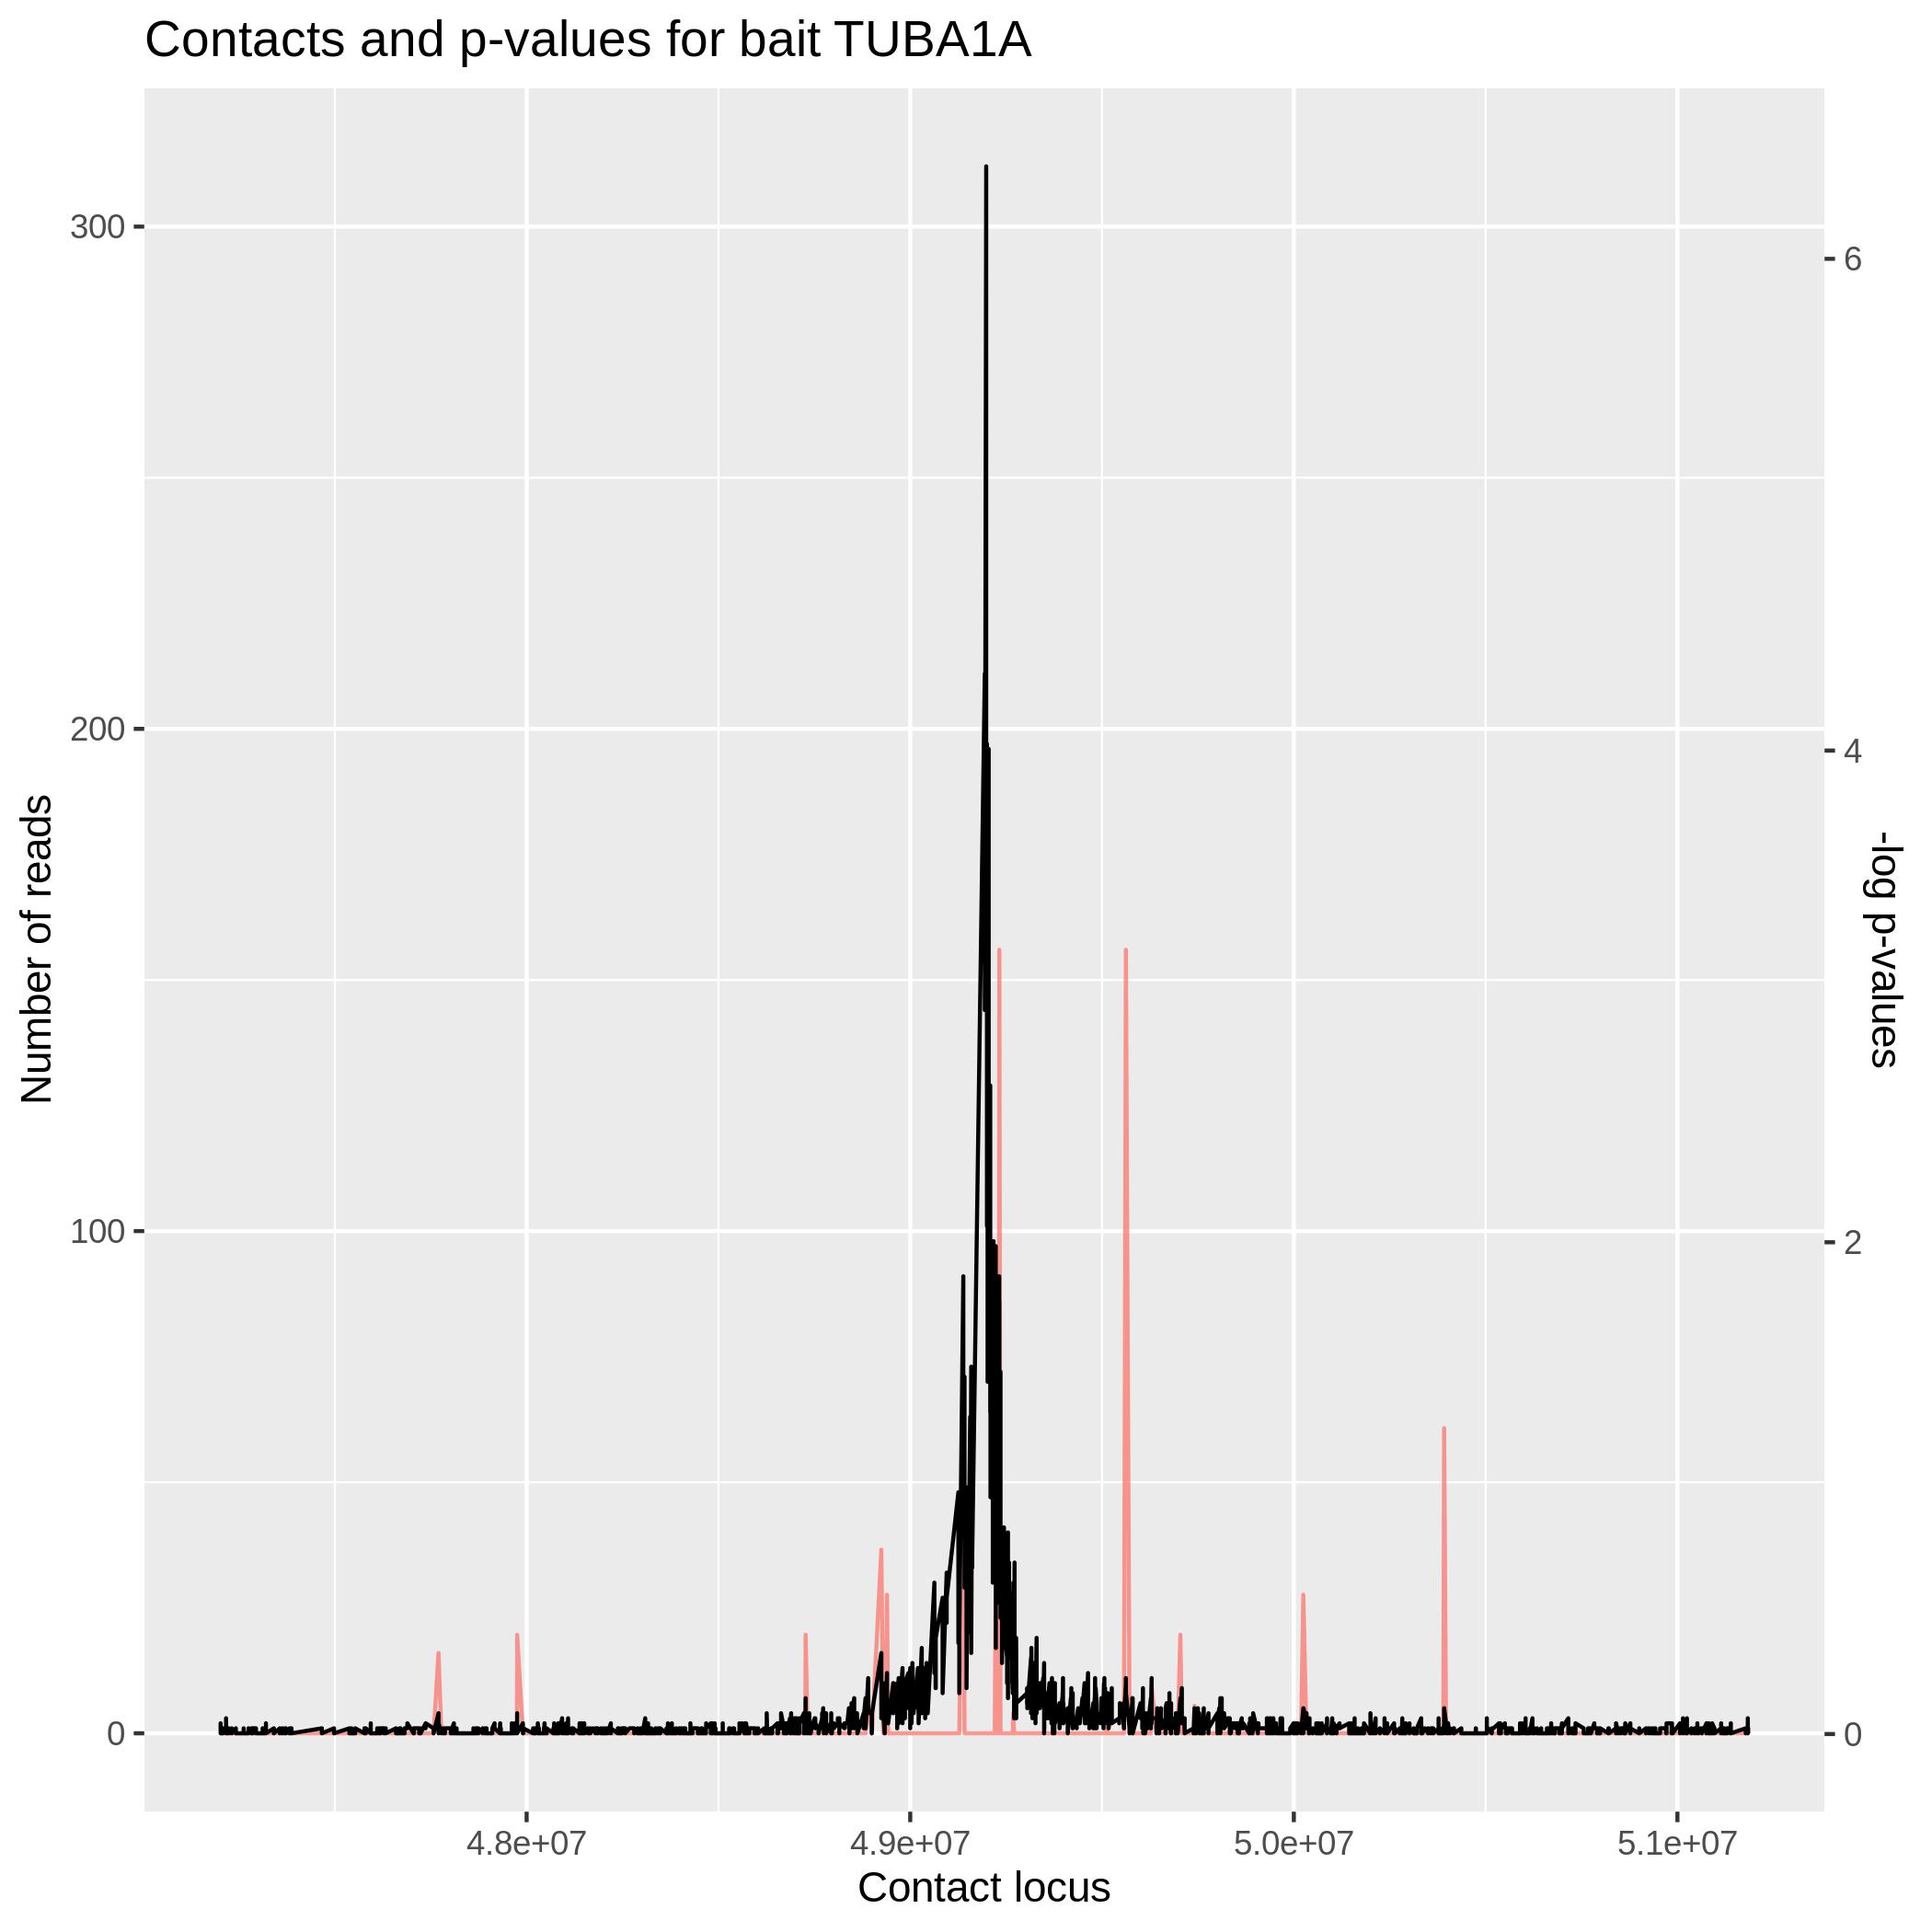 Contacts and p-values for bait TUBA1A
300
200
100
0
Number of reads
6
4
2
0
-log p-values
4.8e+07
4.9e+07
5.0e+07
5.1e+07
Contact locus